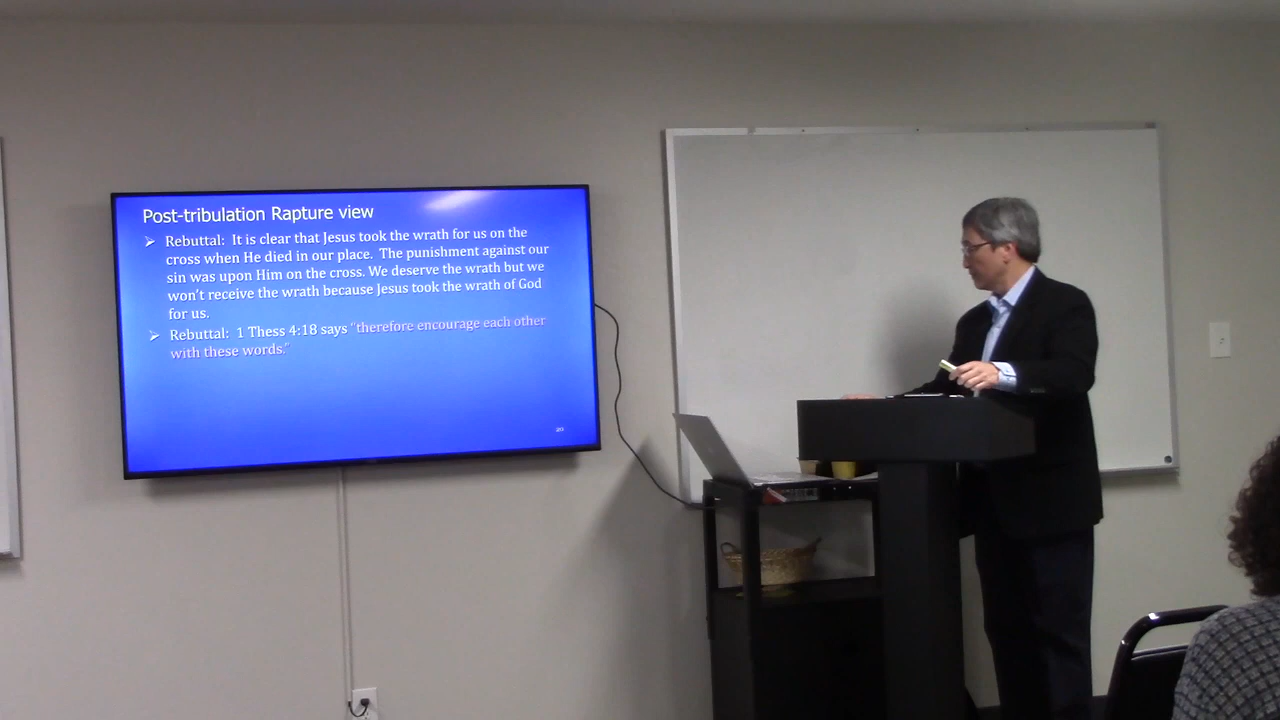 Post-tribulation Rapture view
➢ Rebuttal: It is clear that Jesus took the wrath for us on the
cross when He died in our place. The punishment against our
sin was upon Him on the cross. We deserve the wrath but we
won't receive the wrath because Jesus took the wrath of God
for us.
➢ Rebuttal: 1 Thess 4:18 says "therefore encourage each other
with these words."
20